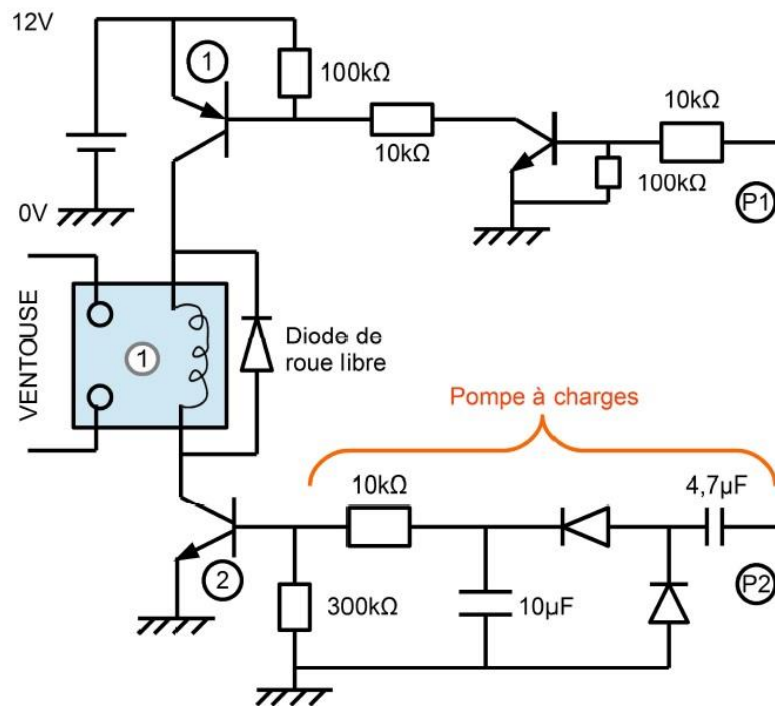 12V
1
100kΩ
10kΩ
10kΩ
100kΩ
P1
0V
VENTOUSE
1
Diode de
roue libre
Pompe à charges
10kΩ
4,7µF
2
300kΩ
10µF
P2